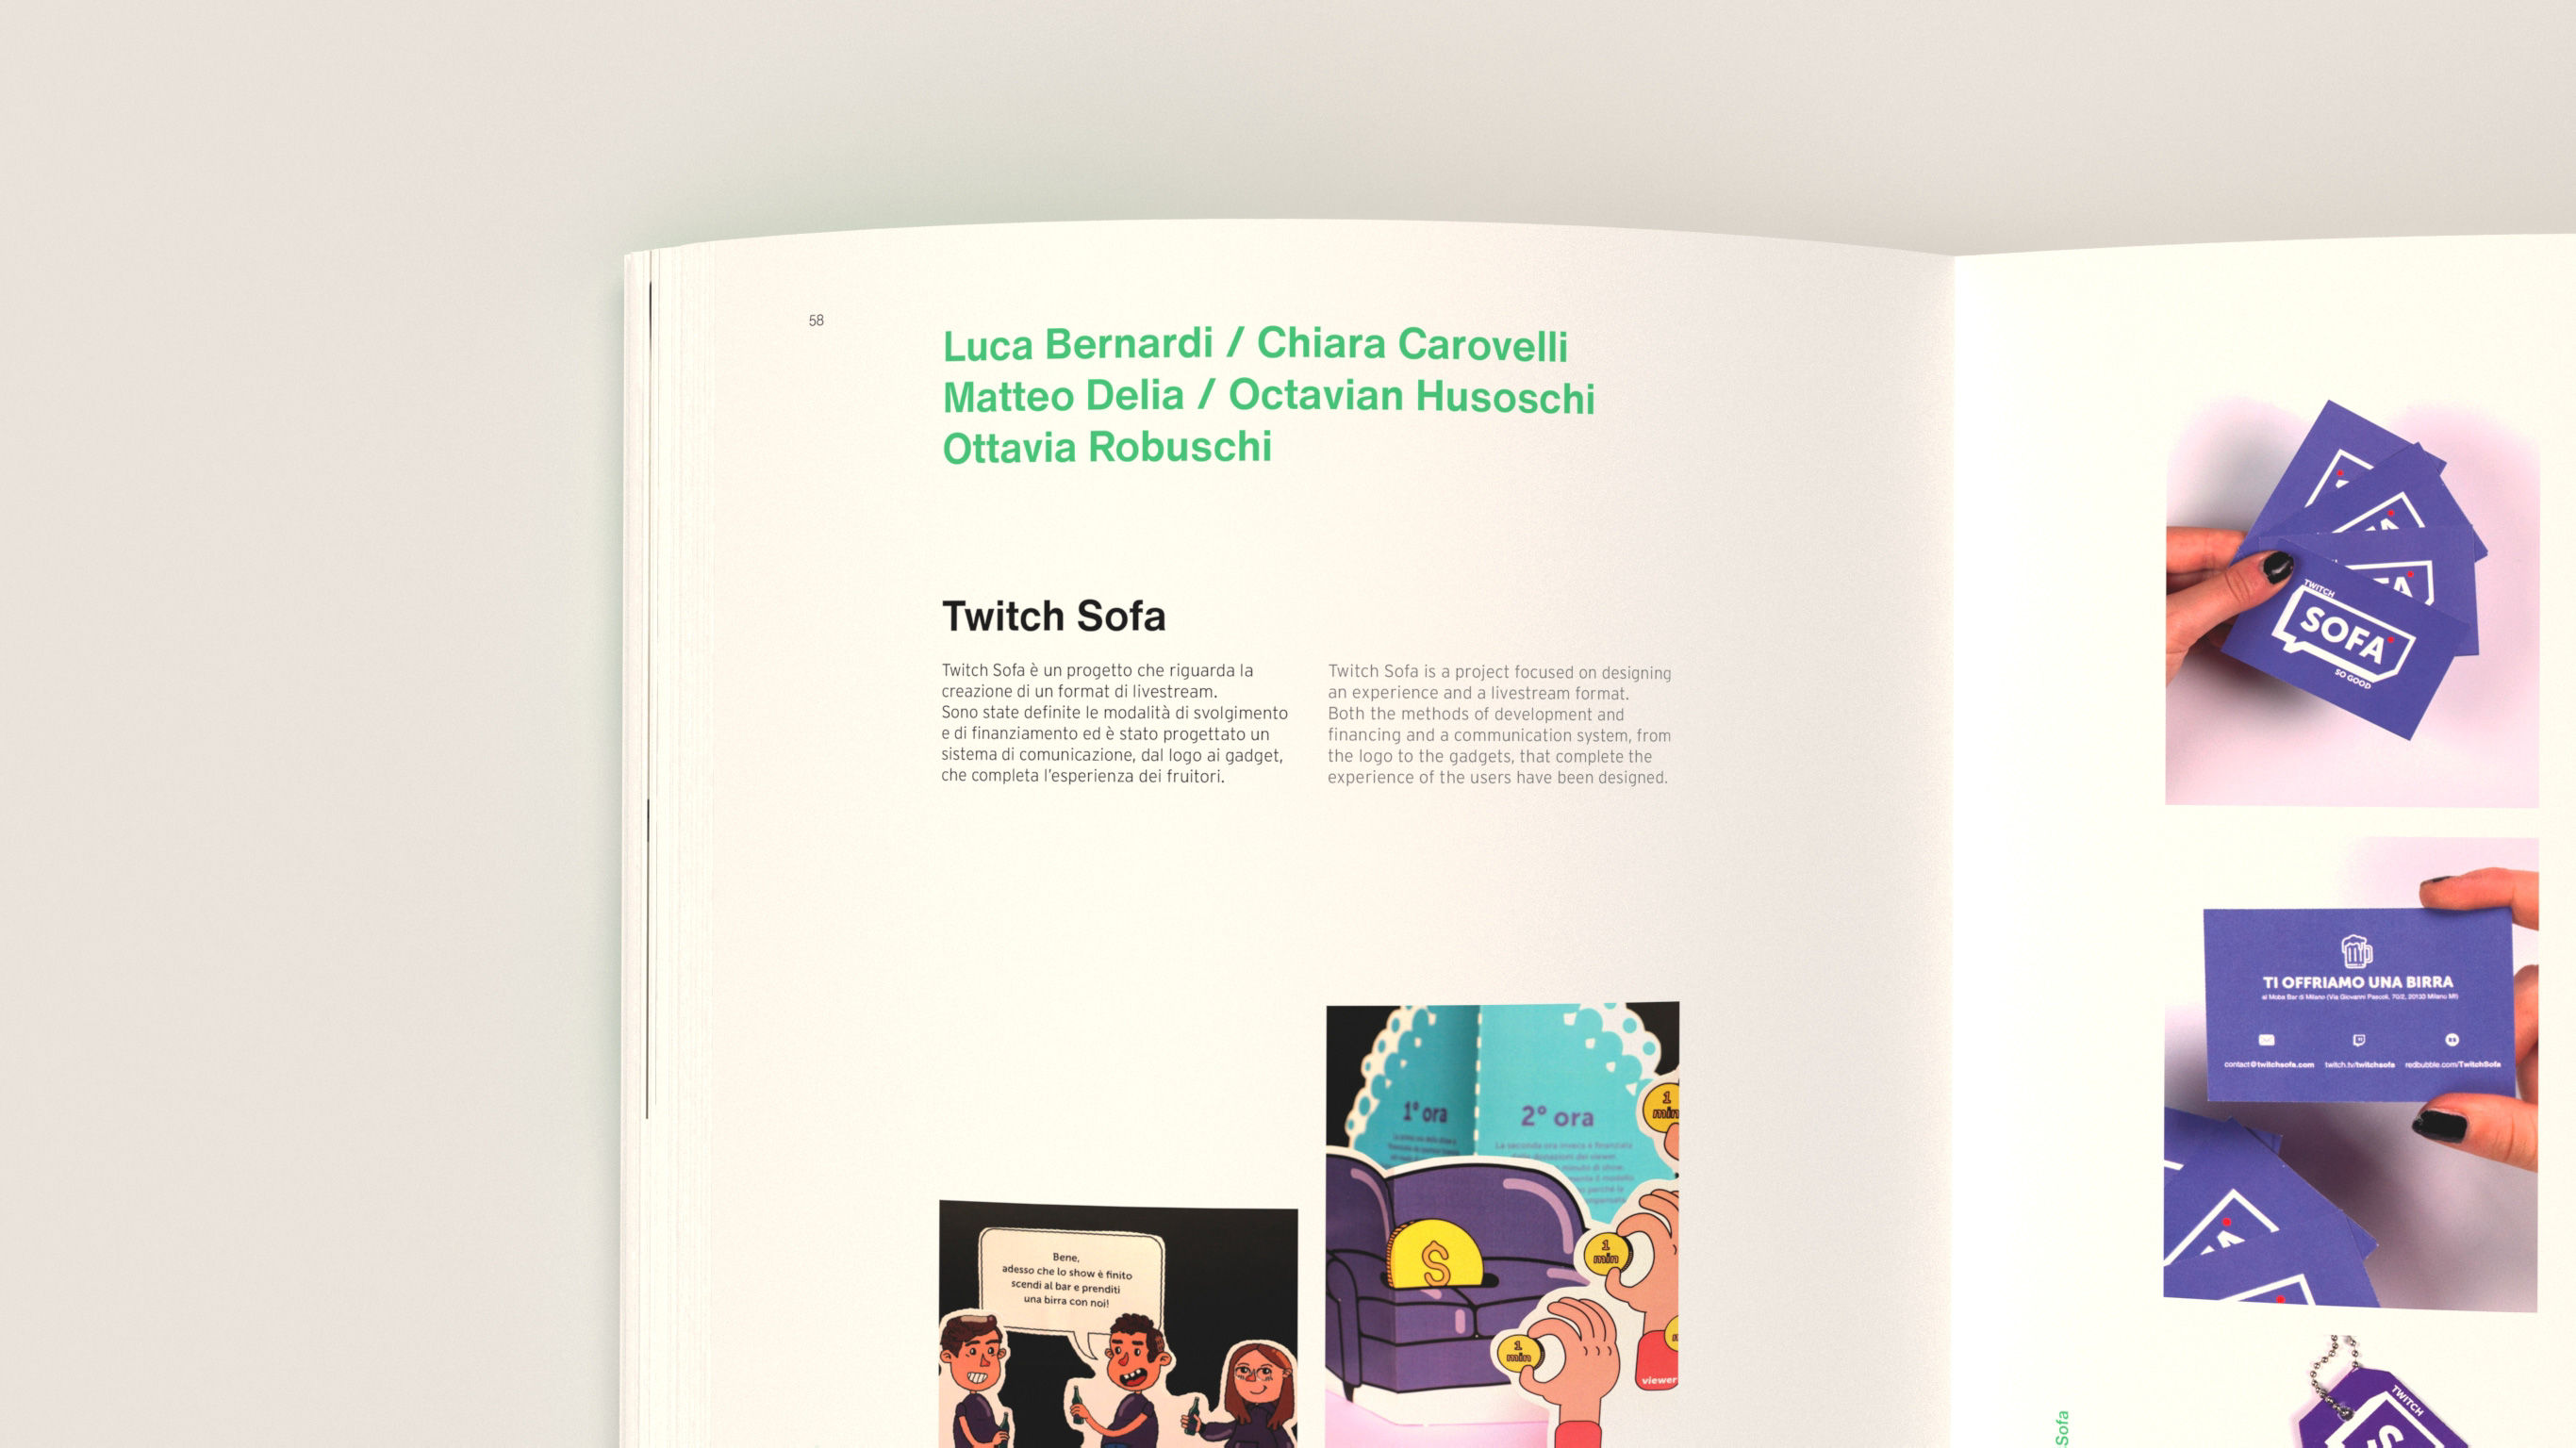 58
Luca Bernardi / Chiara Carovelli
Matteo Delia / Octavian Husoschi
Ottavia Robuschi
Twitch Sofa
Twitch Sofa è un progetto che riguarda la
creazione di un format di livestream.
Sono state definite le modalità di svolgimento
e di finanziamento ed è stato progettato un
sistema di comunicazione, dal logo ai gadget,
che completa l'esperienza dei fruitori.
Twitch Sofa is a project focused on designing
an experience and a livestream format.
Both the methods of development and
financing and a communication system, from
the logo to the gadgets, that complete the
experience of the users have been designed.
Bene,
adesso che lo show è finito
scendi al bar e prenditi
una birra con noi!
1° ora
2° ora
La seconda ora invece è finanziata
1
min
1
min
1
min
viewer
TWITCH
SOFA
SO GOOD
TI OFFRIAMO UNA BIRRA
al Moba Bar di Milano (Via Giovanni Pascoli, 70/2, 20133 Milano MI)
contact@twitchsofa.com twitch.tv/twitchsofa redbubble.com/TwitchSofa
TWITCH
Sofa